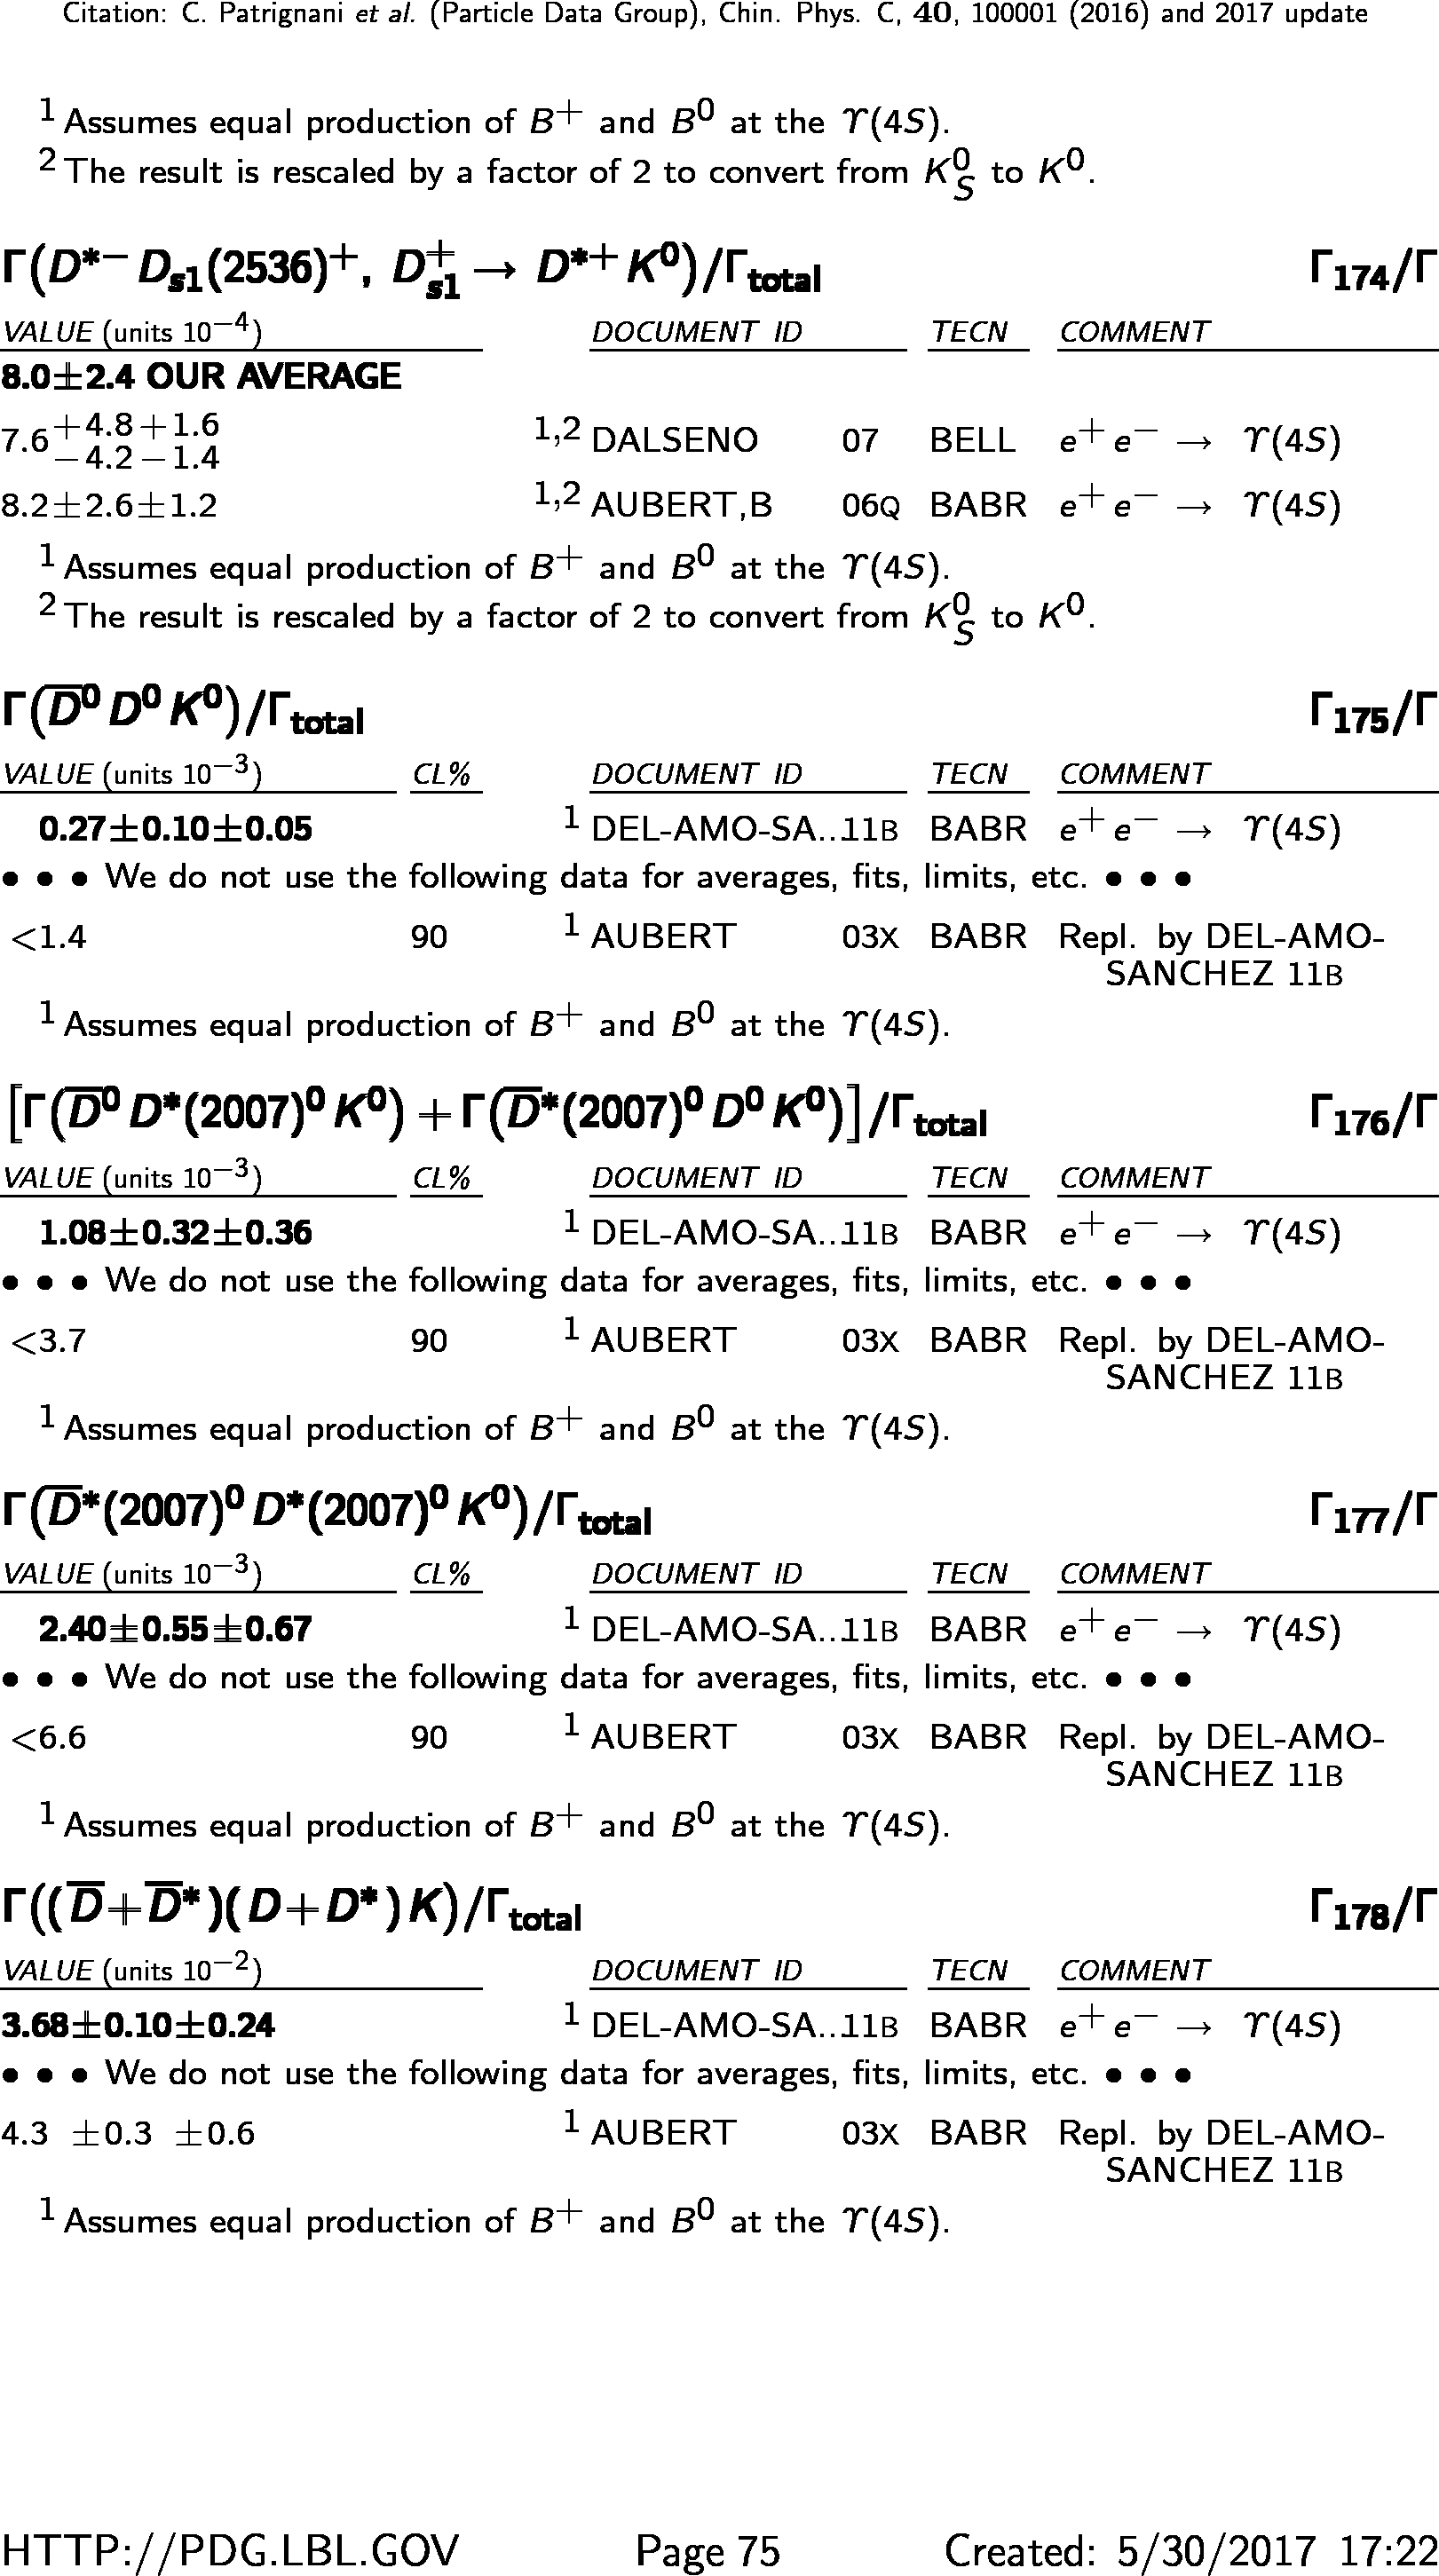 Citation: C. Patrignani et al. (Particle Data Group), Chin. Phys. C, 40, 100001 (2016) and 2017 update
¹ Assumes equal production of B⁺ and B⁰ at the ϒ(4S).
² The result is rescaled by a factor of 2 to convert from K⁰_S to K⁰.
Γ(D*⁻ D_s1(2536)⁺, D⁺_s1 → D*⁺ K⁰)/Γ_total Γ₁₇₄/Γ
VALUE (units 10⁻⁴) DOCUMENT ID TECN COMMENT
8.0±2.4 OUR AVERAGE
7.6 +4.8 +1.6 −4.2 −1.4 ¹,² DALSENO 07 BELL e⁺ e⁻ → ϒ(4S)
8.2±2.6±1.2 ¹,² AUBERT,B 06Q BABR e⁺ e⁻ → ϒ(4S)
¹ Assumes equal production of B⁺ and B⁰ at the ϒ(4S).
² The result is rescaled by a factor of 2 to convert from K⁰_S to K⁰.
Γ(D̅⁰ D⁰ K⁰)/Γ_total Γ₁₇₅/Γ
VALUE (units 10⁻³) CL% DOCUMENT ID TECN COMMENT
0.27±0.10±0.05 ¹ DEL-AMO-SA..11B BABR e⁺ e⁻ → ϒ(4S)
• • • We do not use the following data for averages, fits, limits, etc. • • •
<1.4 90 ¹ AUBERT 03X BABR Repl. by DEL-AMO-
SANCHEZ 11B
¹ Assumes equal production of B⁺ and B⁰ at the ϒ(4S).
[Γ(D̅⁰ D*(2007)⁰ K⁰) + Γ(D̅*(2007)⁰ D⁰ K⁰)]/Γ_total Γ₁₇₆/Γ
VALUE (units 10⁻³) CL% DOCUMENT ID TECN COMMENT
1.08±0.32±0.36 ¹ DEL-AMO-SA..11B BABR e⁺ e⁻ → ϒ(4S)
• • • We do not use the following data for averages, fits, limits, etc. • • •
<3.7 90 ¹ AUBERT 03X BABR Repl. by DEL-AMO-
SANCHEZ 11B
¹ Assumes equal production of B⁺ and B⁰ at the ϒ(4S).
Γ(D̅*(2007)⁰ D*(2007)⁰ K⁰)/Γ_total Γ₁₇₇/Γ
VALUE (units 10⁻³) CL% DOCUMENT ID TECN COMMENT
2.40±0.55±0.67 ¹ DEL-AMO-SA..11B BABR e⁺ e⁻ → ϒ(4S)
• • • We do not use the following data for averages, fits, limits, etc. • • •
<6.6 90 ¹ AUBERT 03X BABR Repl. by DEL-AMO-
SANCHEZ 11B
¹ Assumes equal production of B⁺ and B⁰ at the ϒ(4S).
Γ((D̅+D̅*)(D+D*)K)/Γ_total Γ₁₇₈/Γ
VALUE (units 10⁻²) DOCUMENT ID TECN COMMENT
3.68±0.10±0.24 ¹ DEL-AMO-SA..11B BABR e⁺ e⁻ → ϒ(4S)
• • • We do not use the following data for averages, fits, limits, etc. • • •
4.3 ±0.3 ±0.6 ¹ AUBERT 03X BABR Repl. by DEL-AMO-
SANCHEZ 11B
¹ Assumes equal production of B⁺ and B⁰ at the ϒ(4S).
HTTP://PDG.LBL.GOV Page 75 Created: 5/30/2017 17:22